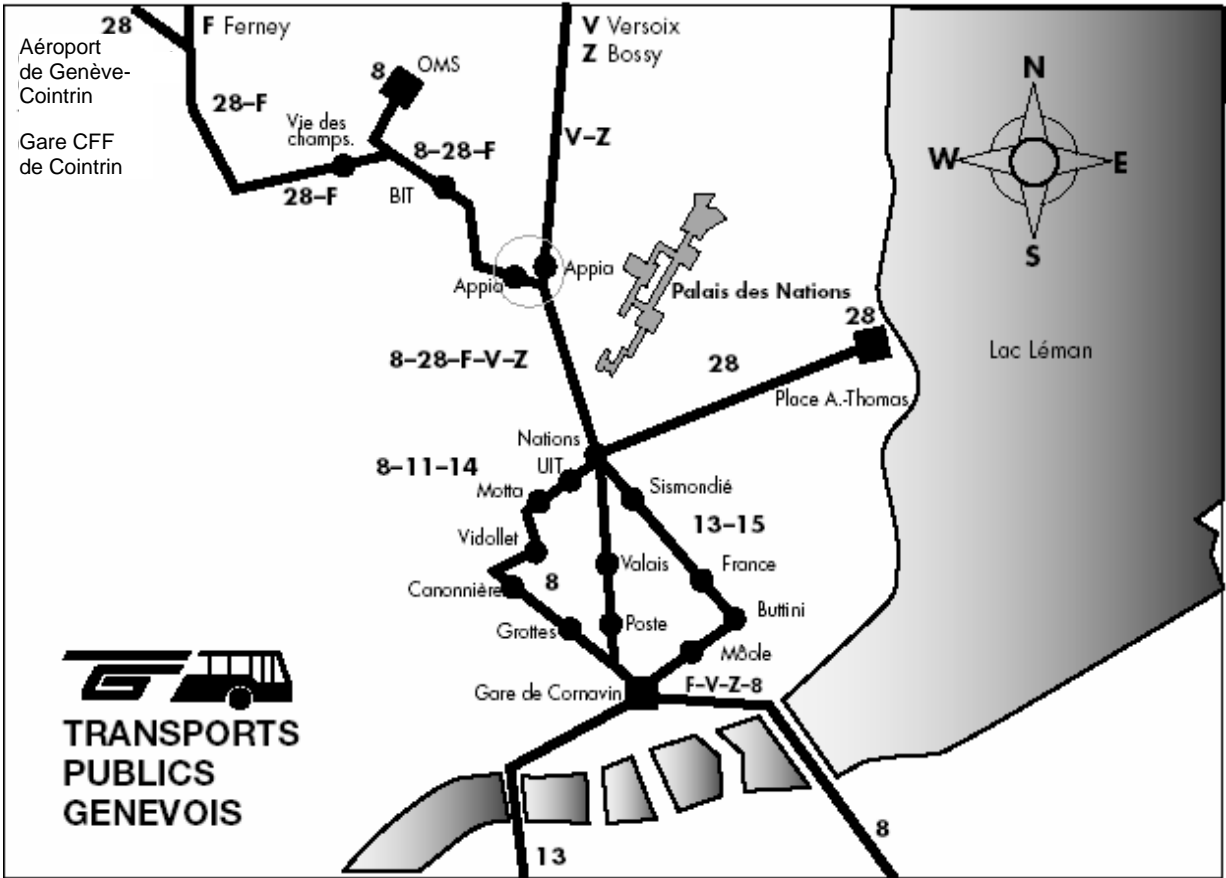 28
F Ferney
V Versoix
Z Bossy
Aéroport
de Genève-
Cointrin
Gare CFF
de Cointrin
8
OMS
N
28-F
Vie des
champs.
8-28-F
V-Z
W
E
28-F
BIT
S
Appia
Appia
Palais des Nations
28
8-28-F-V-Z
28
Lac Léman
Place A.-Thomas
Nations
8-11-14
UIT
Motta
Sismondié
13-15
Vidollet
Valais
France
Canonnière
8
Buttini
Grottes
Poste
Môole
Gare de Cornavin
F-V-Z-8
TRANSPORTS
PUBLICS
GENEVOIS
8
13